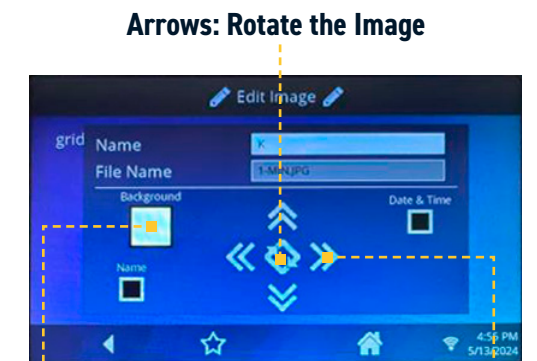 Arrows: Rotate the Image
Edit Image
grid
Name
K
File Name
1-MIN.JPG
Background
Date & Time
Name
4:56 PM
5/13/2024